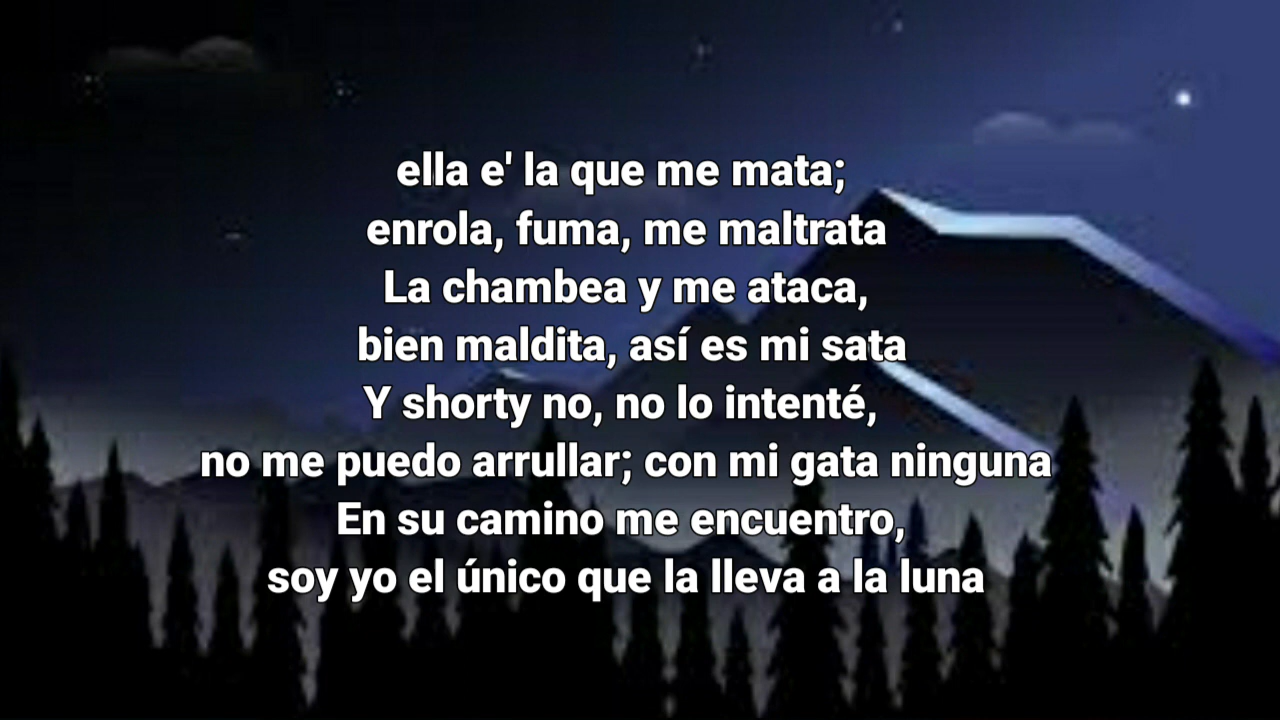 ella e' la que me mata;
enrola, fuma, me maltrata
La chambea y me ataca,
bien maldita, así es mi sata
Y shorty no, no lo intenté,
no me puedo arrullar; con mi gata ninguna
En su camino me encuentro,
soy yo el único que la lleva a la luna